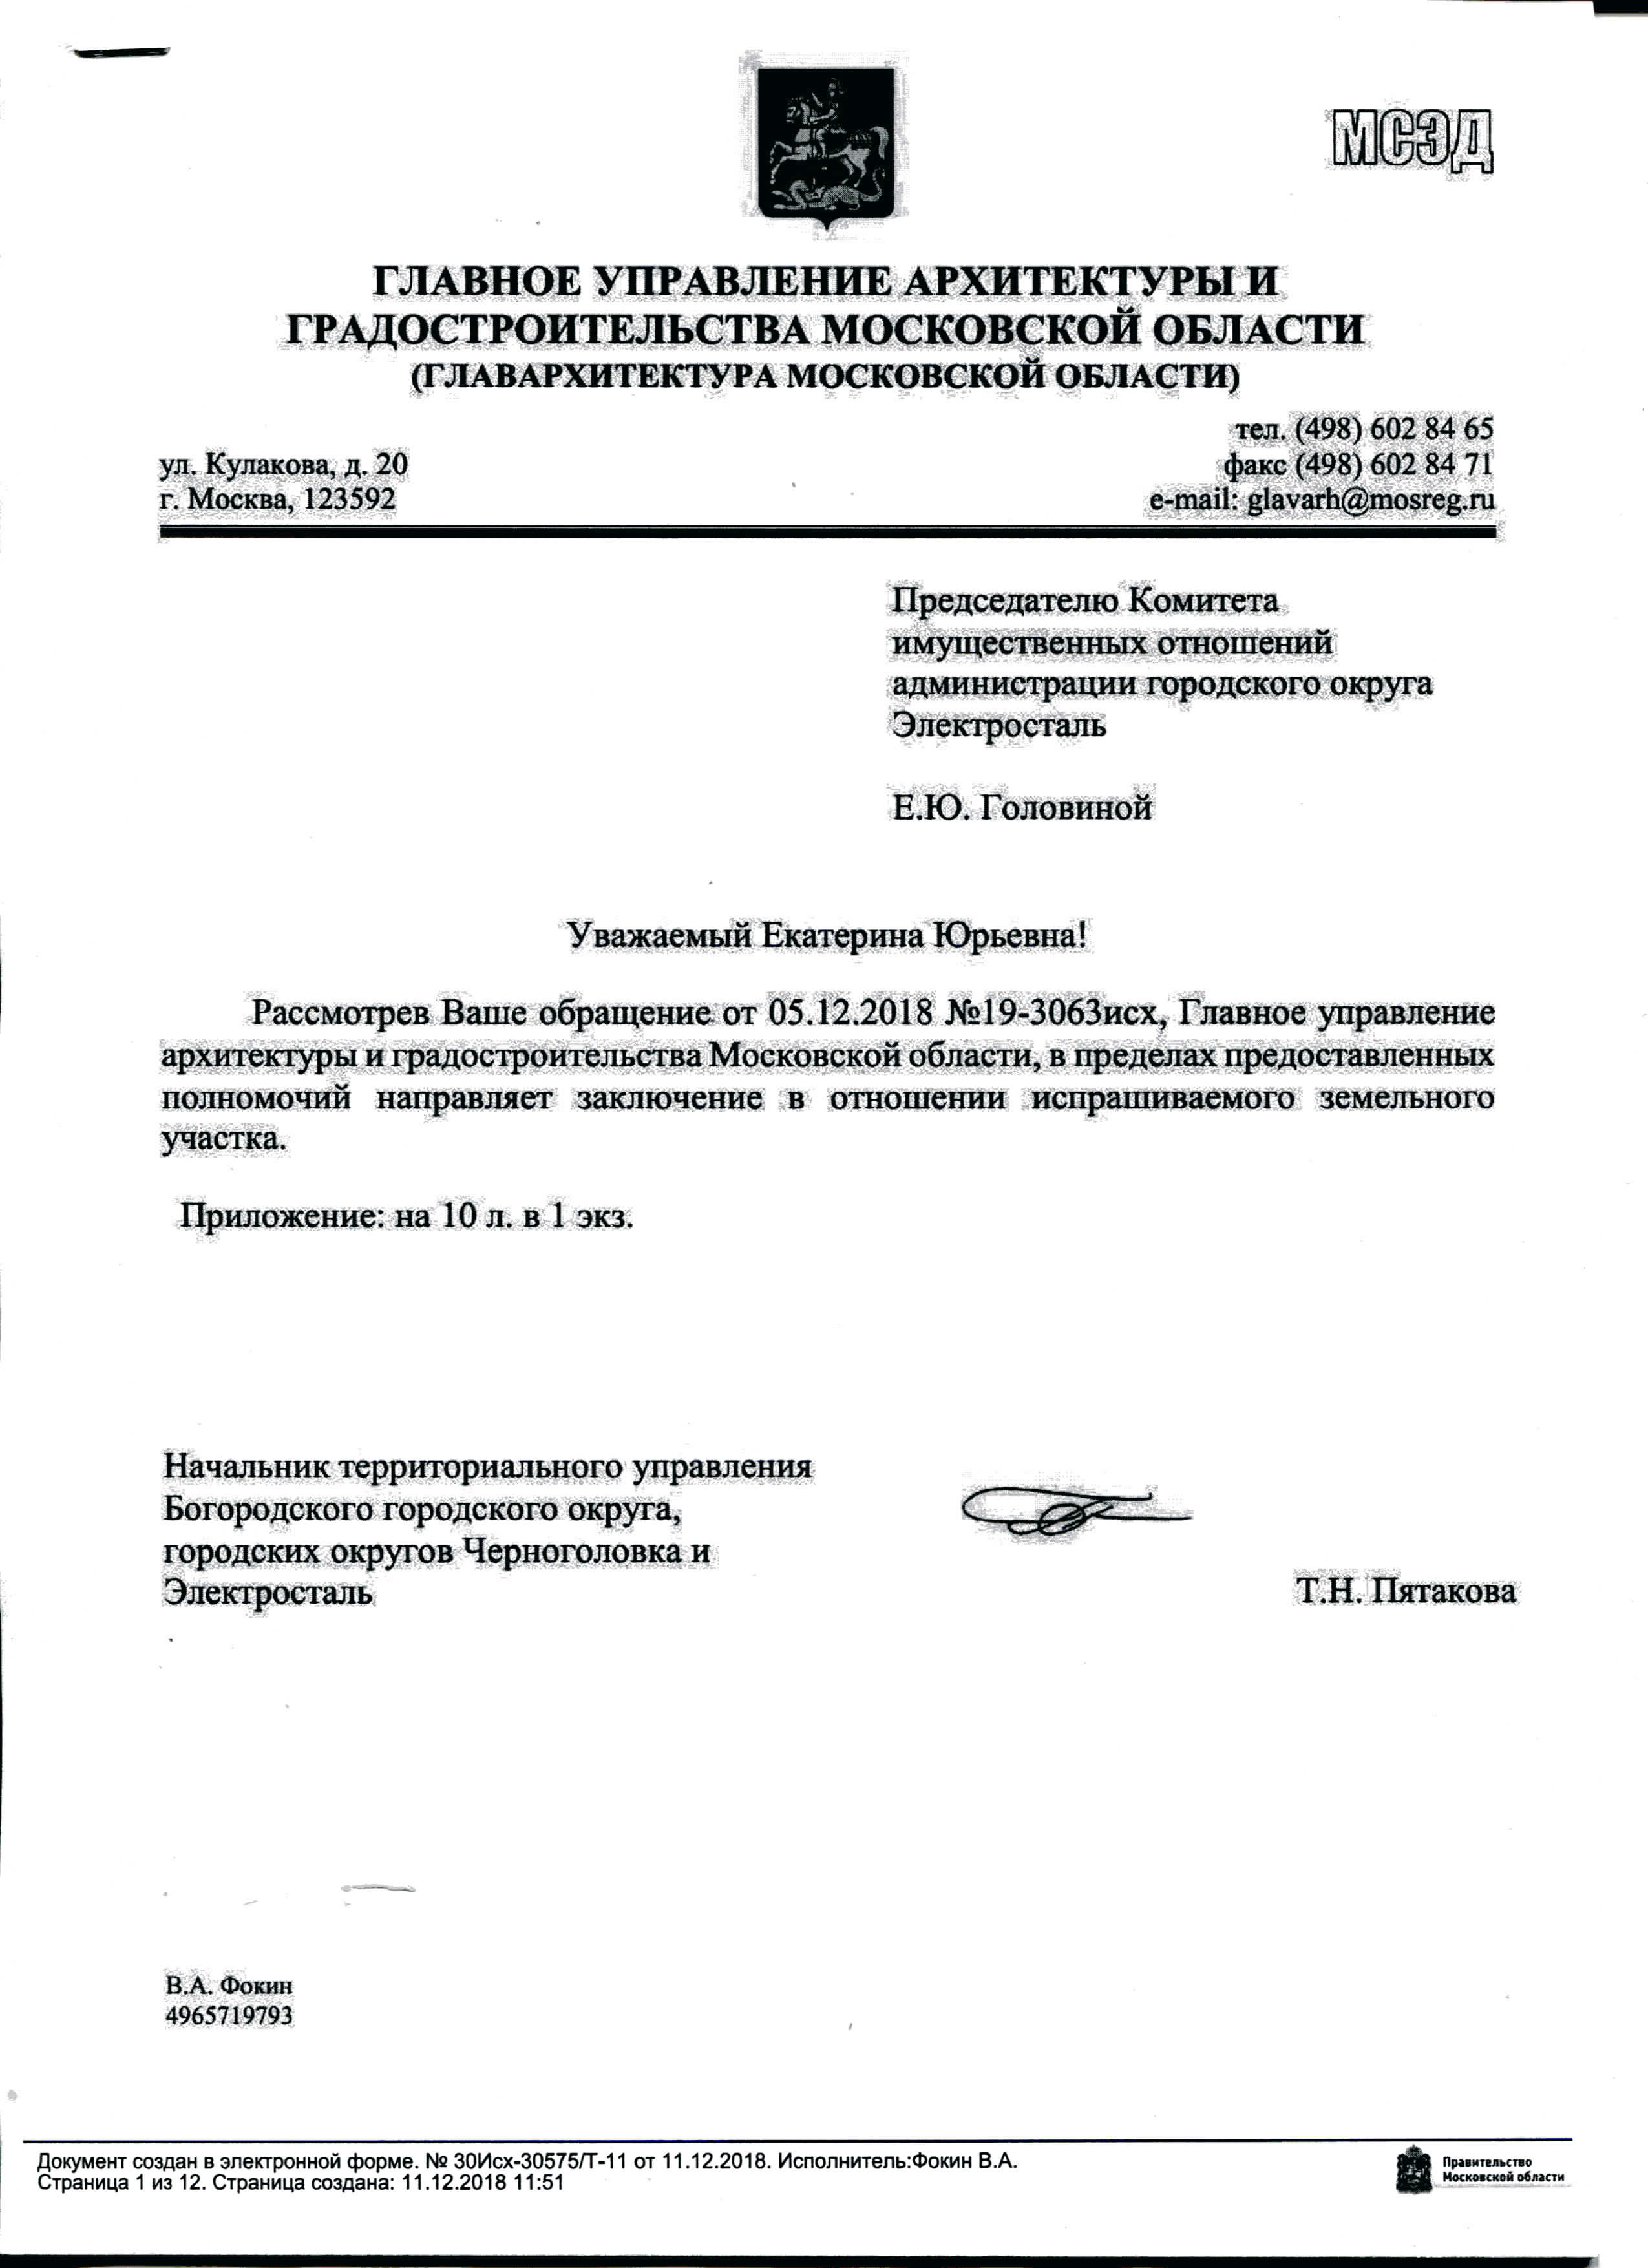 МСЭД
ГЛАВНОЕ УПРАВЛЕНИЕ АРХИТЕКТУРЫ И
ГРАДОСТРОИТЕЛЬСТВА МОСКОВСКОЙ ОБЛАСТИ
(ГЛАВАРХИТЕКТУРА МОСКОВСКОЙ ОБЛАСТИ)
тел. (498) 602 84 65
ул. Кулакова, д. 20 факс (498) 602 84 71
г. Москва, 123592 e-mail: glavarh@mosreg.ru
Председателю Комитета
имущественных отношений
администрации городского округа
Электросталь
Е.Ю. Головиной
Уважаемый Екатерина Юрьевна!
Рассмотрев Ваше обращение от 05.12.2018 №19-3063исх, Главное управление
архитектуры и градостроительства Московской области, в пределах предоставленных
полномочий направляет заключение в отношении испрашиваемого земельного
участка.
Приложение: на 10 л. в 1 экз.
Начальник территориального управления
Богородского городского округа,
городских округов Черноголовка и
Электросталь Т.Н. Пятакова
В.А. Фокин
4965719793
Документ создан в электронной форме. № 30Исх-30575/Т-11 от 11.12.2018. Исполнитель:Фокин В.А.
Страница 1 из 12. Страница создана: 11.12.2018 11:51
Правительство
Московской области